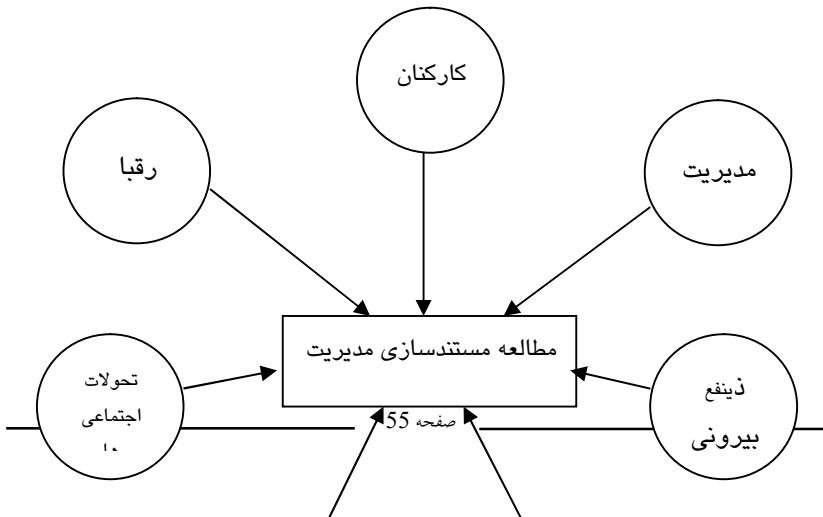 کارکنان
مدیریت
رقبا
مطالعه مستندسازی مدیریت
ذینفع
بیرونی
تحولات
اجتماعی
صفحه 55